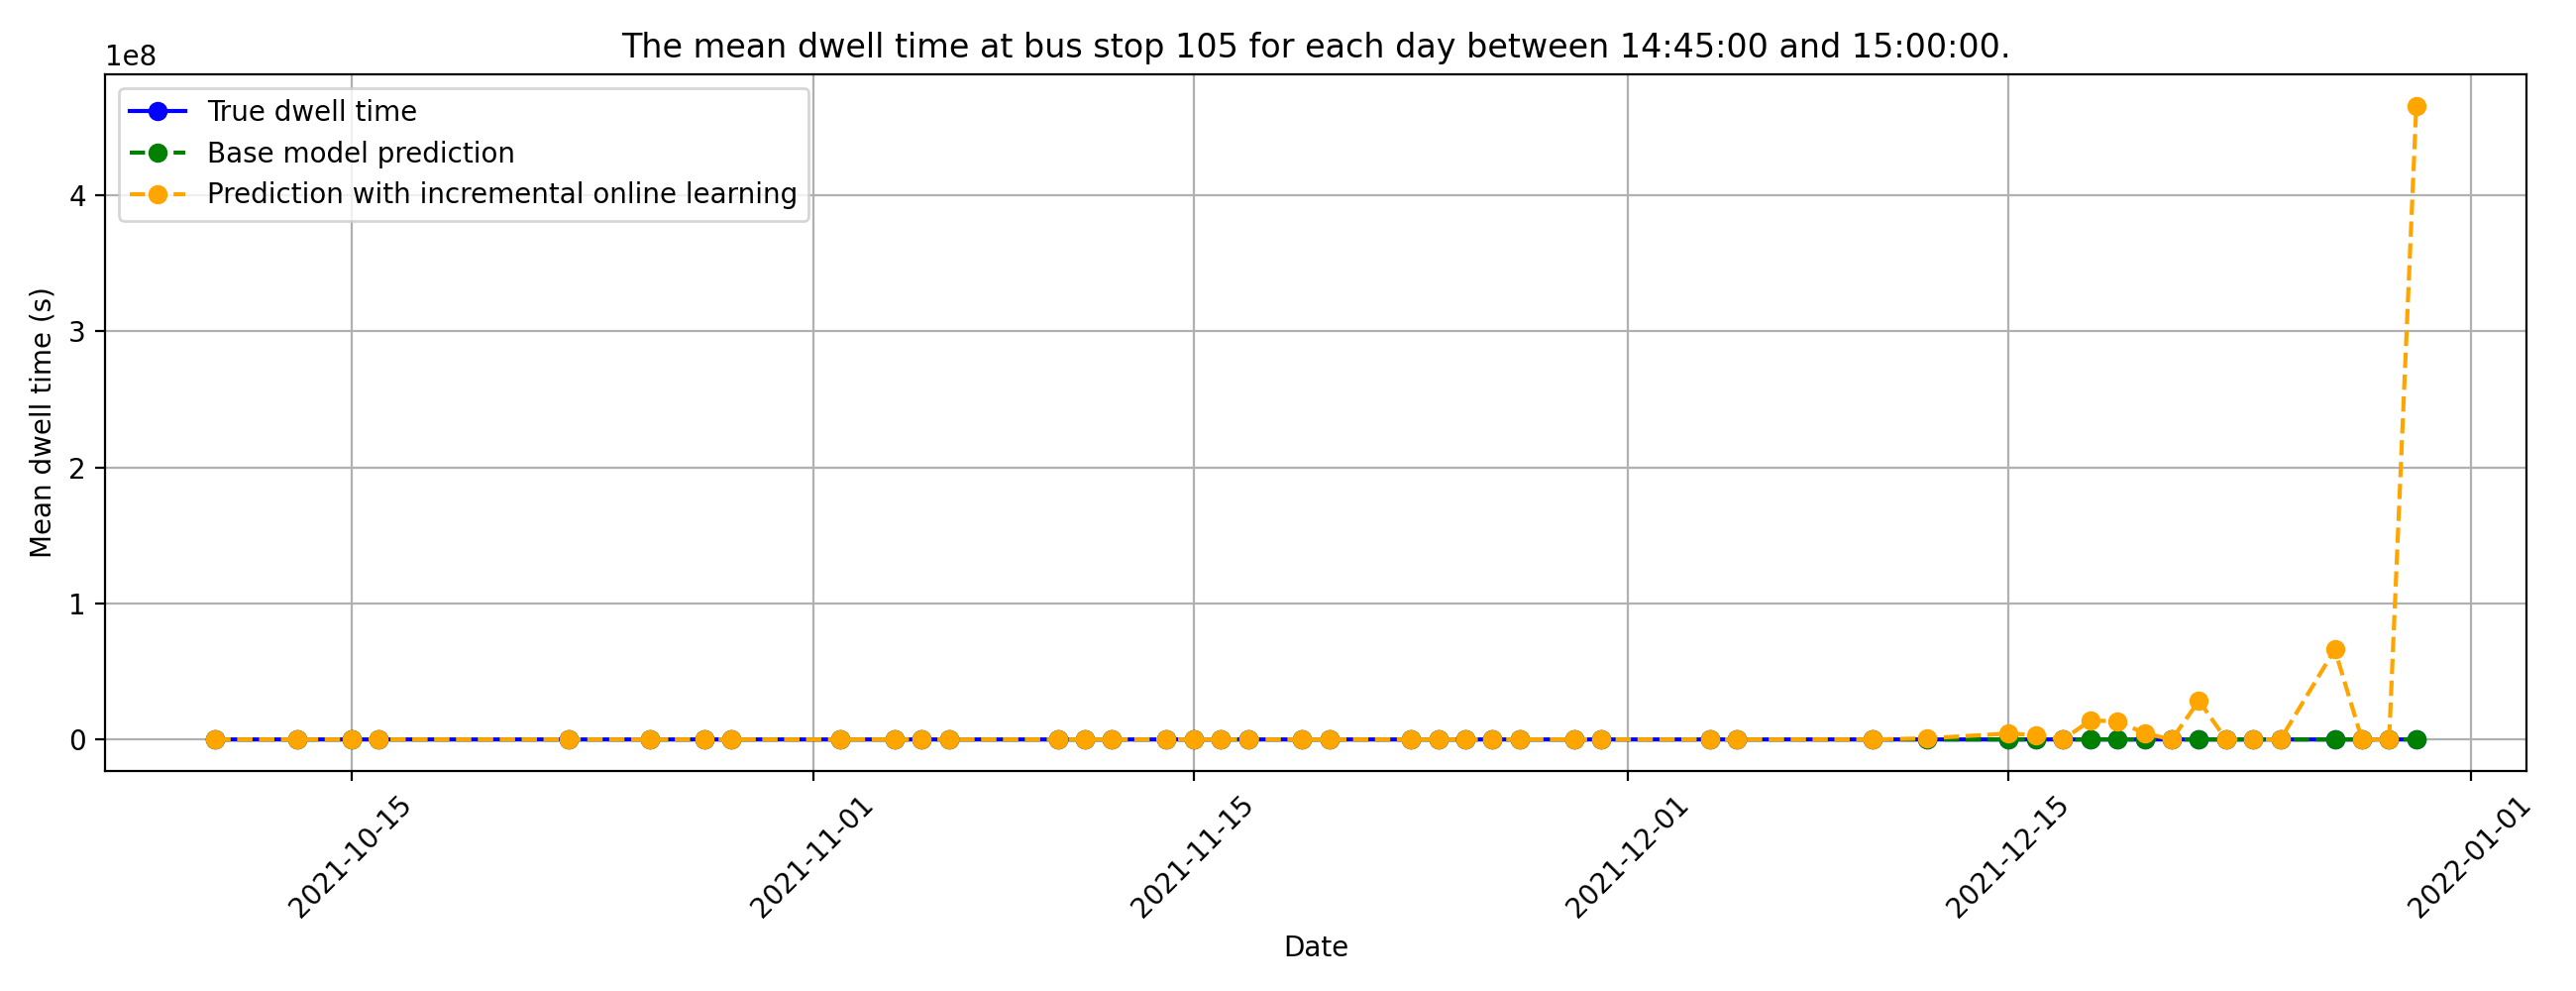 The mean dwell time at bus stop 105 for each day between 14:45:00 and 15:00:00.
1e8
True dwell time
Base model prediction
Prediction with incremental online learning
Mean dwell time (s)
4
3
2
1
0
2021-10-15
2021-11-01
2021-11-15
2021-12-01
2021-12-15
2022-01-01
Date